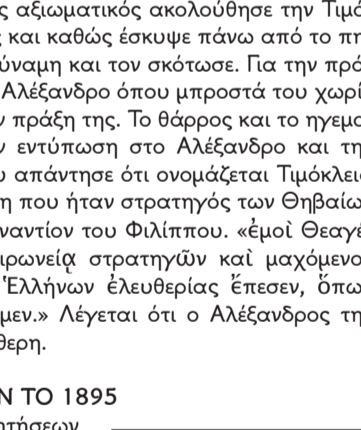 ς αξιωματικός ακολούθησε την Τιμό
ς και καθώς έσκυψε πάνω από το πη
ύναμη και τον σκότωσε. Για την πρά
Αλέξανδρο όπου μπροστά του χωρί
ν πράξη της. Το θάρρος και το ηγεμο
ν εντύπωση στο Αλέξανδρο και τη
υ απάντησε ότι ονομάζεται Τιμόκλει
η που ήταν στρατηγός των Θηβαίω
ναντίον του Φιλίππου. «ἐμοὶ Θεαγέ
ιρωνείᾳ στρατηγῶν καὶ μαχόμενο
Ἑλλήνων ἐλευθερίας ἔπεσεν, ὅπω
μεν.» Λέγεται ότι ο Αλέξανδρος τη
θερη.
Ν ΤΟ 1895
ητήσεων